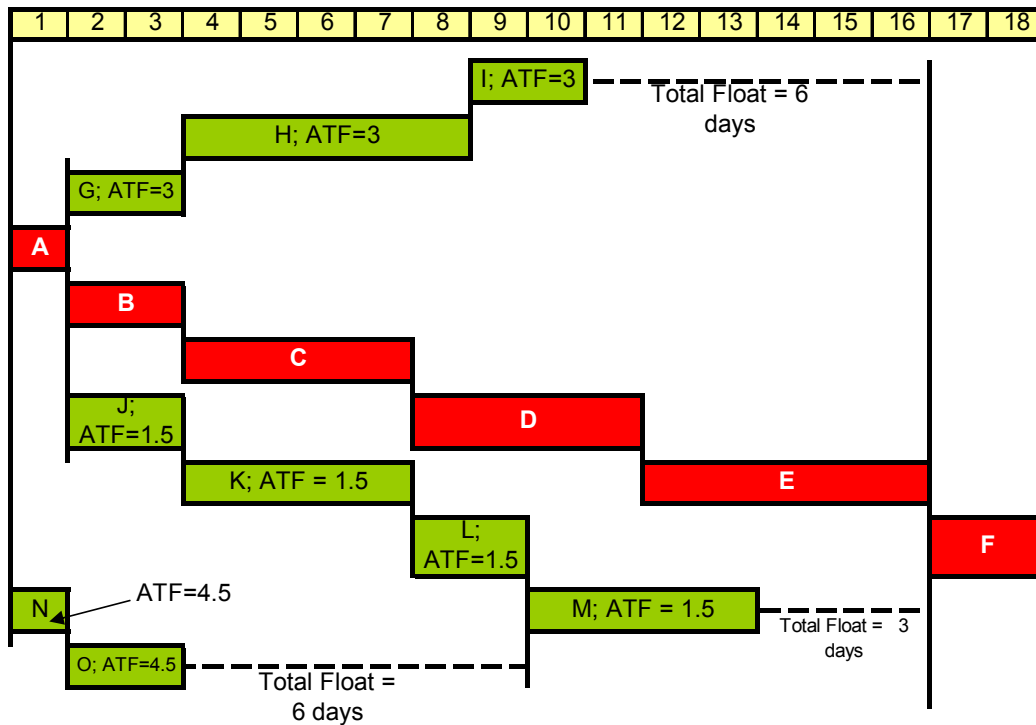 1 2 3 4 5 6 7 8 9 10 11 12 13 14 15 16 17 18
I; ATF=3
Total Float = 6
days
H; ATF=3
G; ATF=3
A
B
C
J;
ATF=1.5
D
K; ATF = 1.5
E
L;
ATF=1.5
F
ATF=4.5
N
M; ATF = 1.5
Total Float = 3
days
O; ATF=4.5
Total Float =
6 days